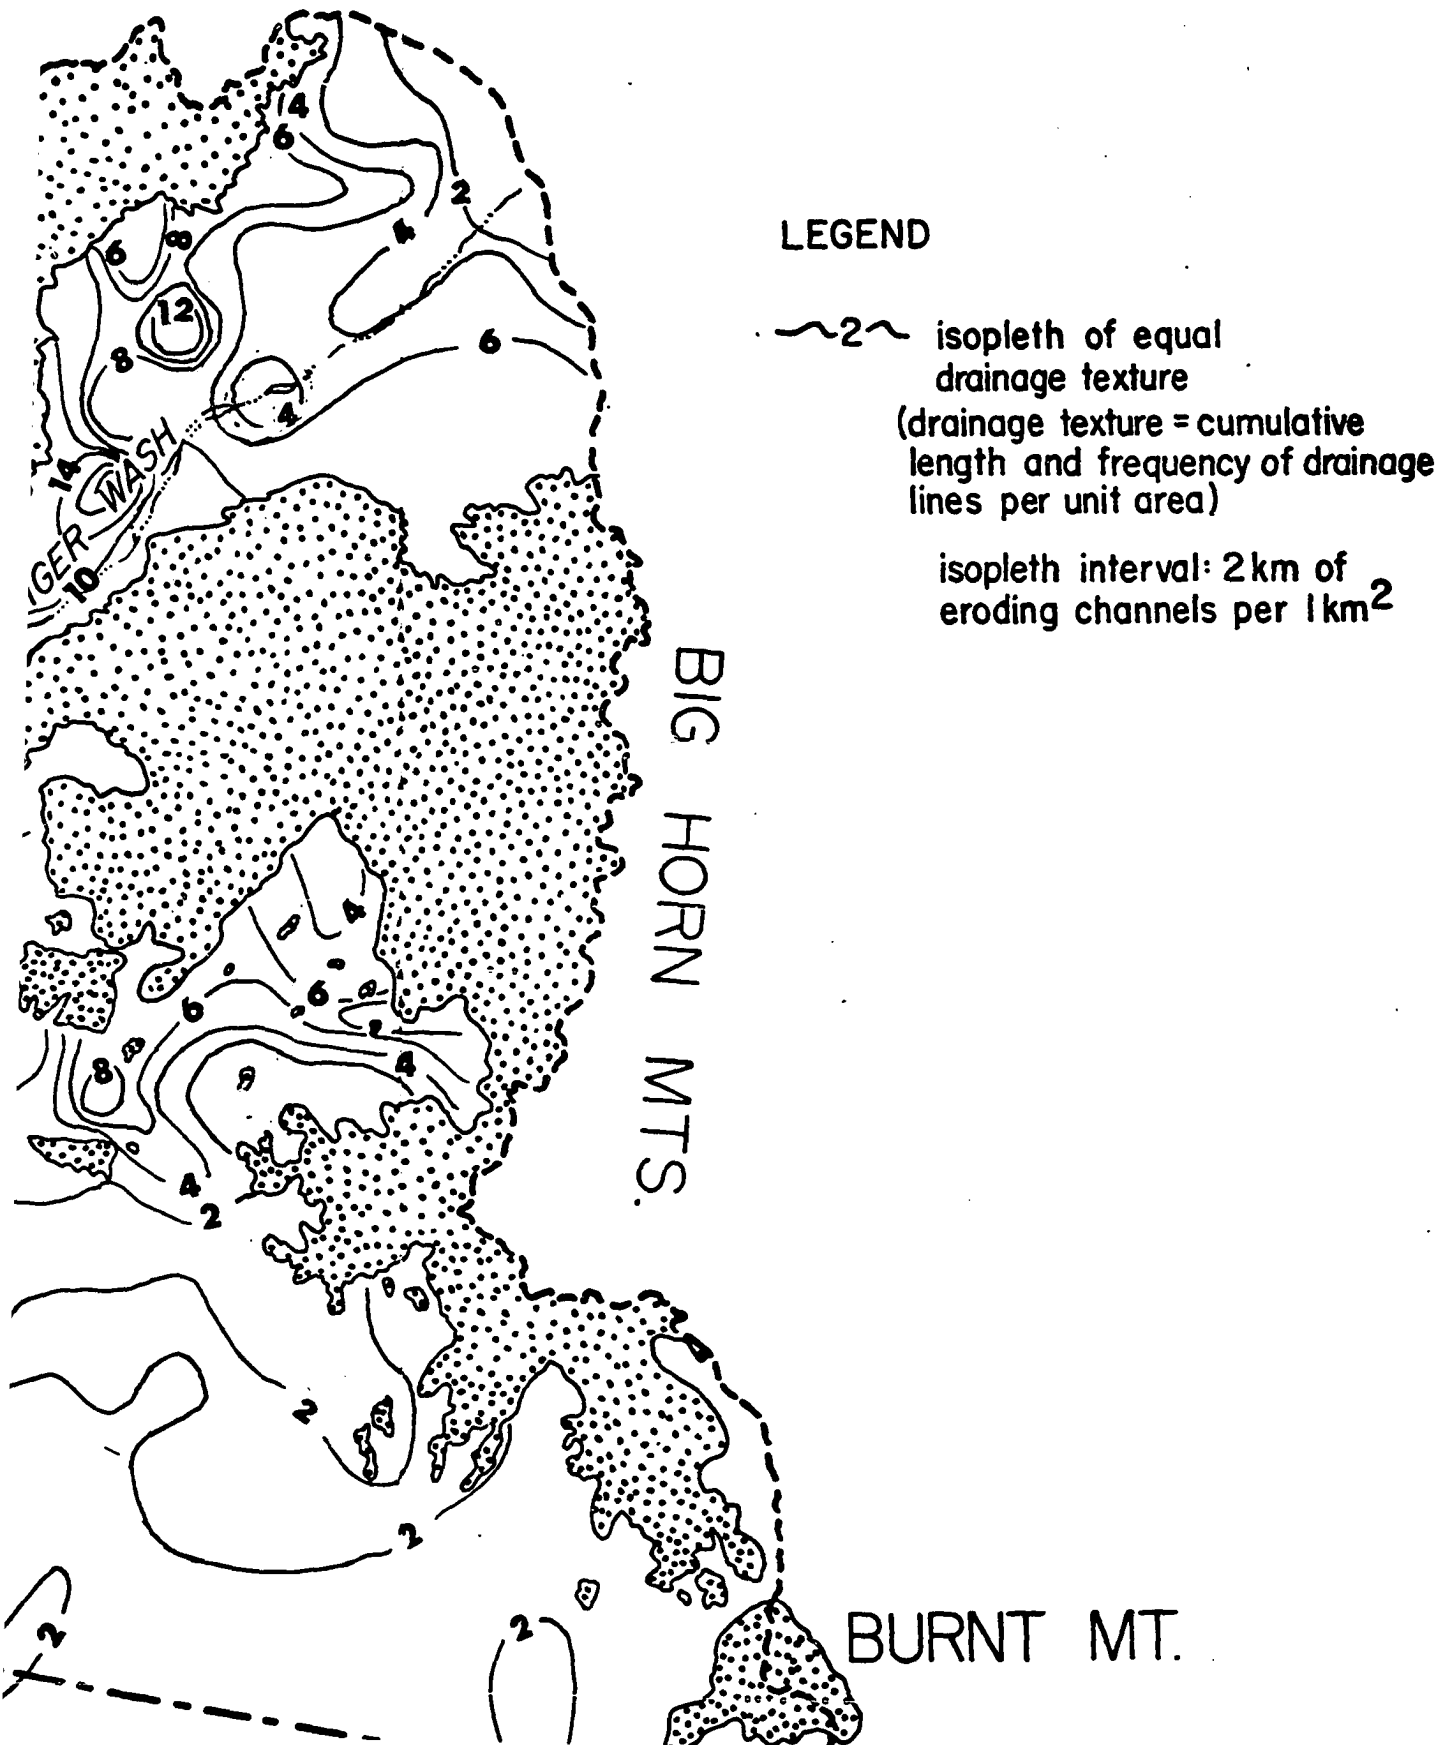 14
6
2
4
6
8
12
6
8
4
14
WASH
GER
10
LEGEND
2 isopleth of equal
drainage texture
(drainage texture = cumulative
length and frequency of drainage
lines per unit area)
isopleth interval: 2 km of
eroding channels per 1 km²
BIG HORN MTS.
4
6
6
4
8
4
2
2
2
2
2
BURNT MT.